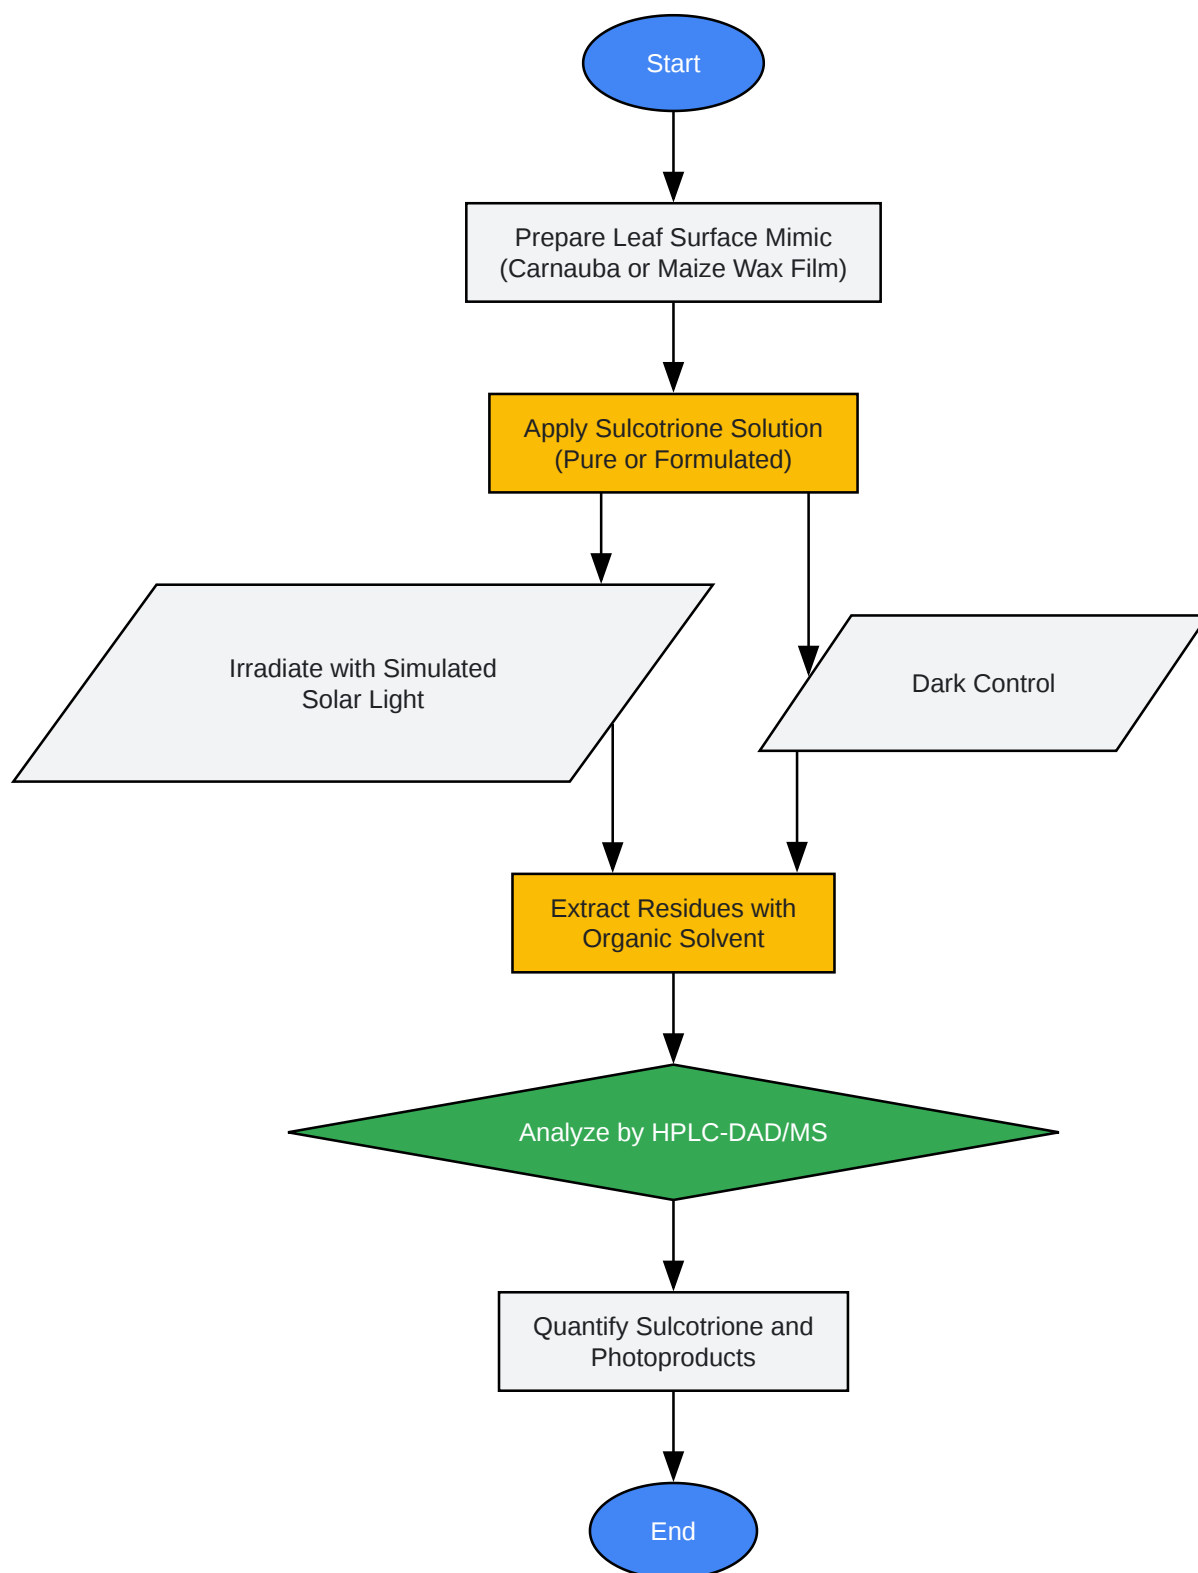 Start
Prepare Leaf Surface Mimic
(Carnauba or Maize Wax Film)
Apply Sulcotrione Solution
(Pure or Formulated)
Irradiate with Simulated
Solar Light
Dark Control
Extract Residues with
Organic Solvent
Analyze by HPLC-DAD/MS
Quantify Sulcotrione and
Photoproducts
End